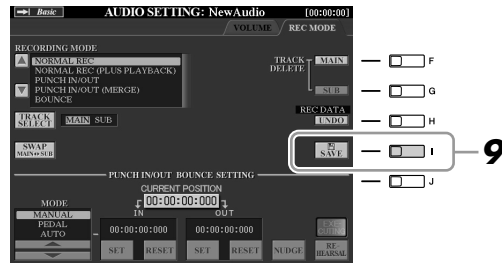 Basic AUDIO SETTING: NewAudio [00:00:00]
VOLUME REC MODE
RECORDING MODE
NORMAL REC
NORMAL REC (PLUS PLAYBACK)
PUNCH IN/OUT
PUNCH IN/OUT (MERGE)
BOUNCE
TRACK DELETE MAIN F
SUB G
REC DATA
UNDO H
TRACK SELECT MAIN SUB
SWAP
MAIN↔SUB
SAVE I 9
J
PUNCH IN/OUT BOUNCE SETTING
CURRENT POSITION
00:00:00:000
MODE IN OUT
MANUAL
PEDAL
AUTO
00:00:00:000 00:00:00:000
SET RESET SET RESET NUDGE RE-
HEARSAL